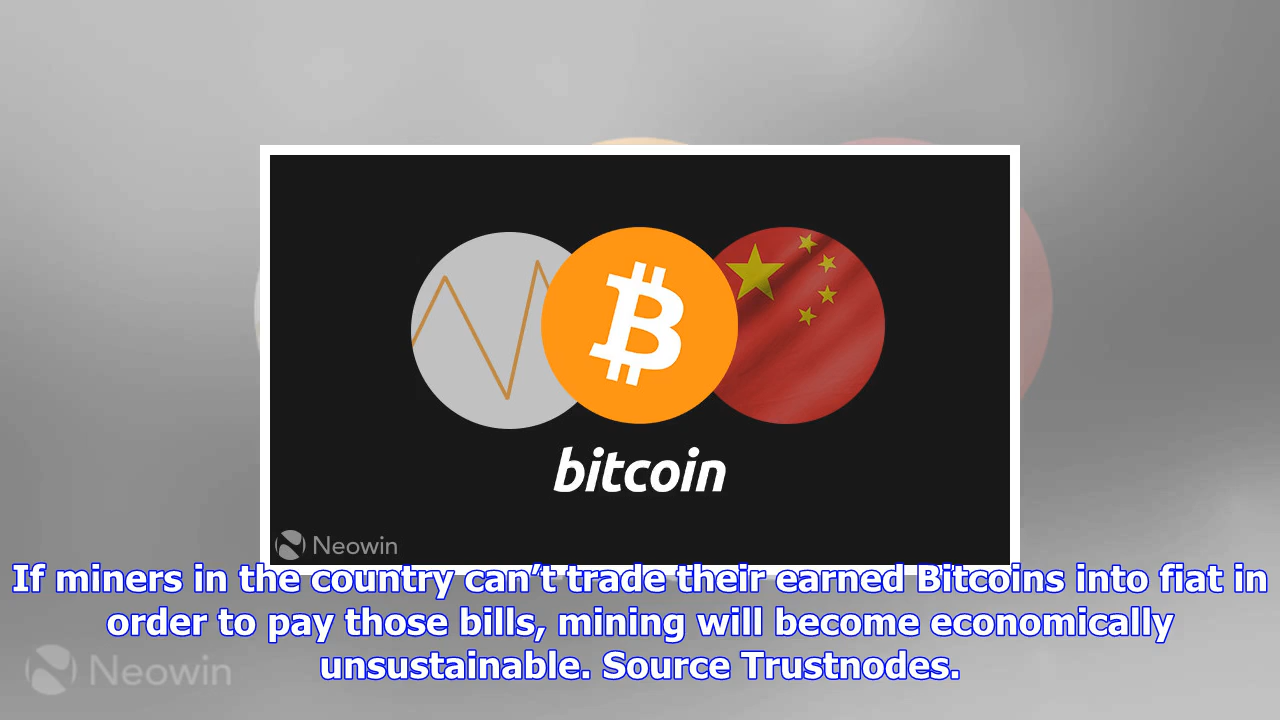 bitcoin
Neowin
If miners in the country can’t trade their earned Bitcoins into fiat in
order to pay those bills, mining will become economically
unsustainable. Source Trustnodes.
Neowin